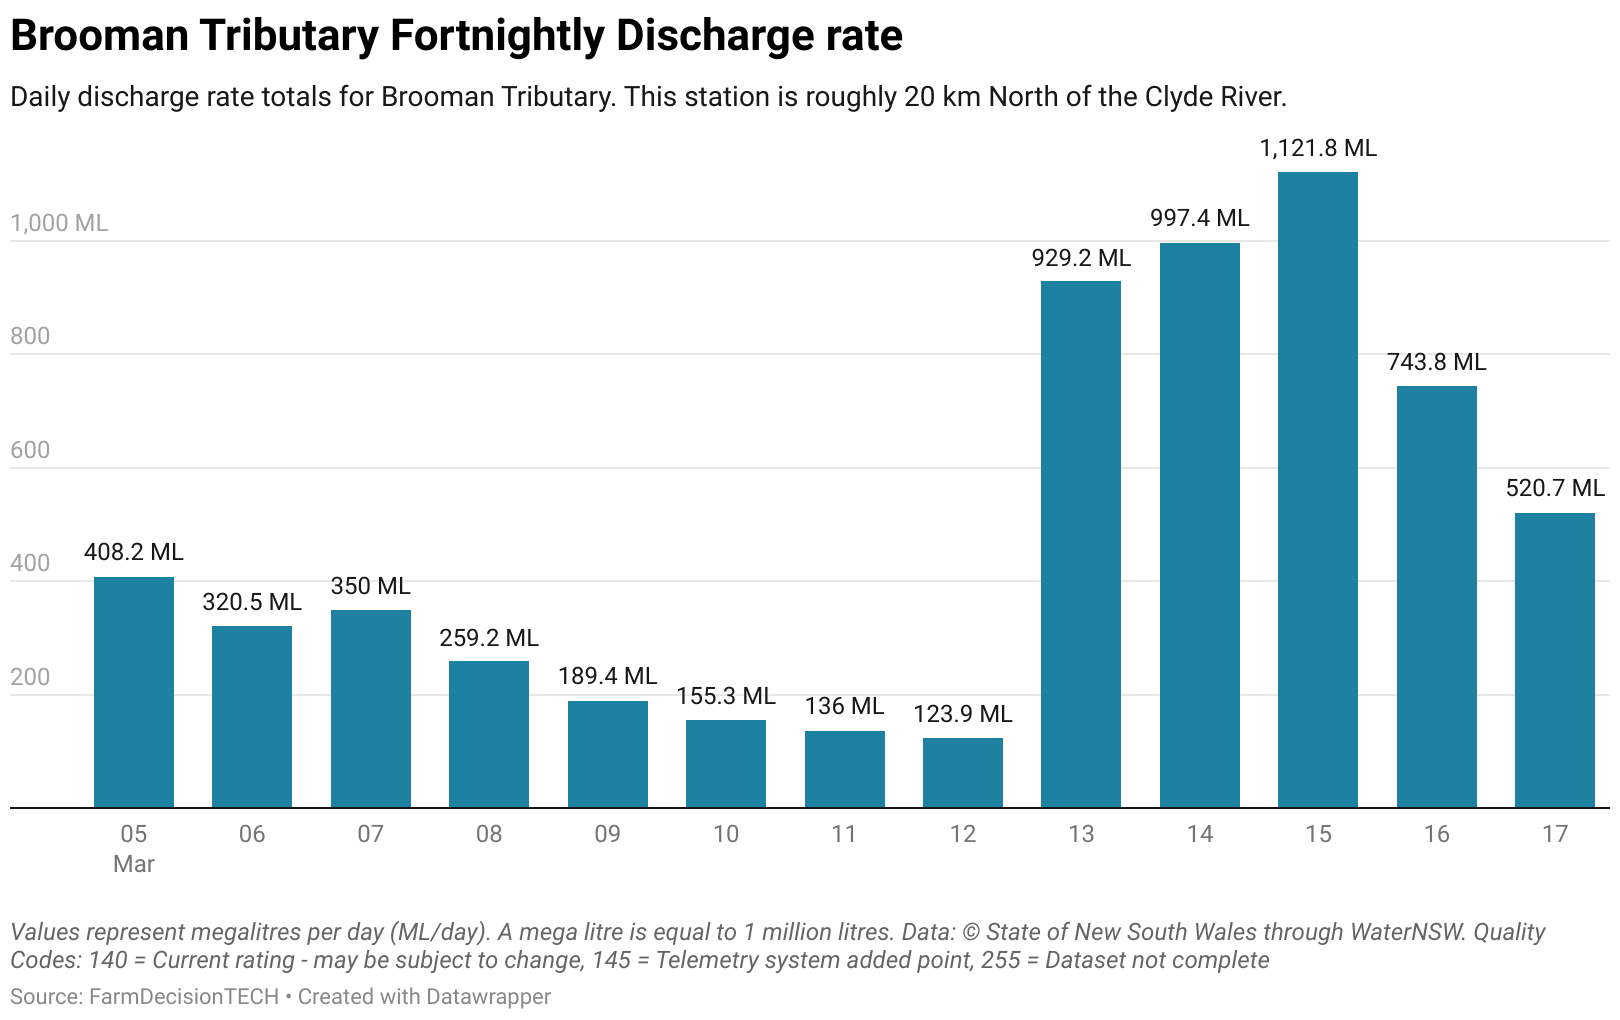 Brooman Tributary Fortnightly Discharge rate
Daily discharge rate totals for Brooman Tributary. This station is roughly 20 km North of the Clyde River.
1,000 ML
800
600
400
200
408.2 ML
320.5 ML
350 ML
259.2 ML
189.4 ML
155.3 ML
136 ML
123.9 ML
929.2 ML
997.4 ML
1,121.8 ML
743.8 ML
520.7 ML
05 06 07 08 09 10 11 12 13 14 15 16 17
Mar
Values represent megalitres per day (ML/day). A mega litre is equal to 1 million litres. Data: © State of New South Wales through WaterNSW. Quality
Codes: 140 = Current rating - may be subject to change, 145 = Telemetry system added point, 255 = Dataset not complete
Source: FarmDecisionTECH • Created with Datawrapper